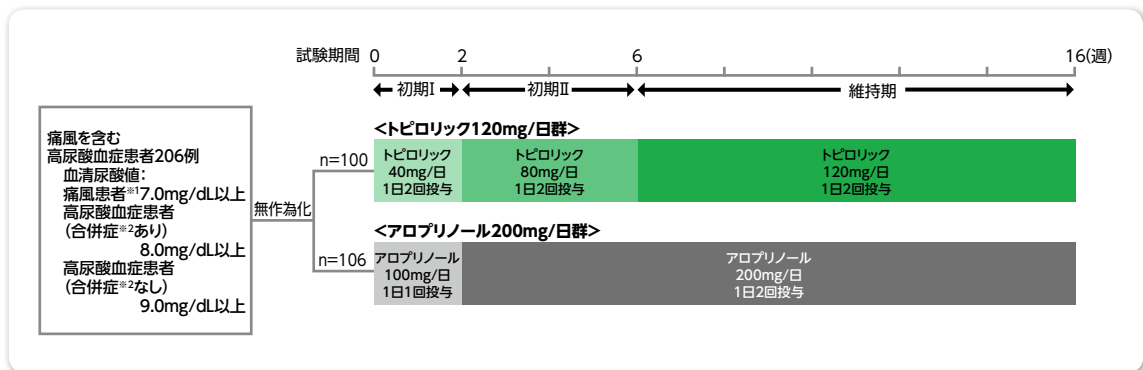 試験期間 0 2 6 16(週)
初期Ⅰ 初期Ⅱ 維持期
痛風を含む
高尿酸血症患者206例
血清尿酸値:
痛風患者※1 7.0mg/dL以上
高尿酸血症患者
(合併症※2あり)
8.0mg/dL以上
高尿酸血症患者
(合併症※2なし)
9.0mg/dL以上
無作為化
<トピロリック120mg/日群>
n=100
トピロリック
40mg/日
1日2回投与
トピロリック
80mg/日
1日2回投与
トピロリック
120mg/日
1日2回投与
<アロプリノール200mg/日群>
n=106
アロプリノール
100mg/日
1日1回投与
アロプリノール
200mg/日
1日2回投与